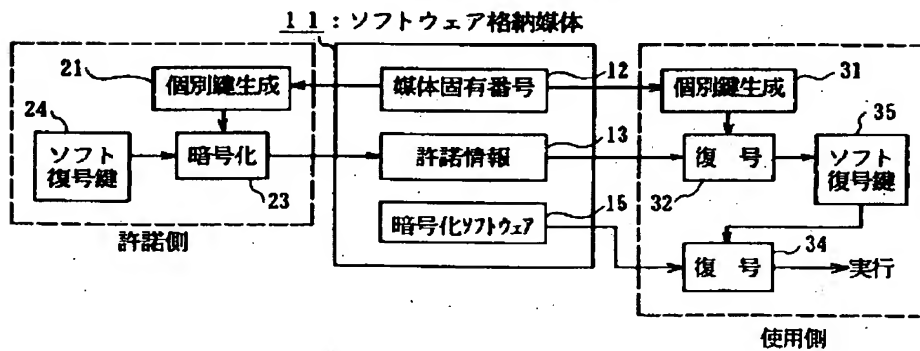 11：ソフトウェア格納媒体
21
個別鍵生成
24
ソフト
復号鍵
暗号化
23
許諾側
媒体固有番号
12
許諾情報
13
暗号化ソフトウェア
15
個別鍵生成
31
復号
32
35
ソフト
復号鍵
復号
34
実行
使用側